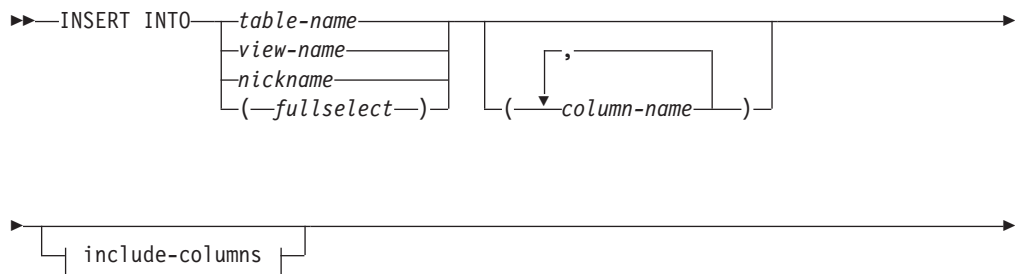 INSERT INTO table-name
view-name
nickname
( fullselect )
,
( column-name )
include-columns